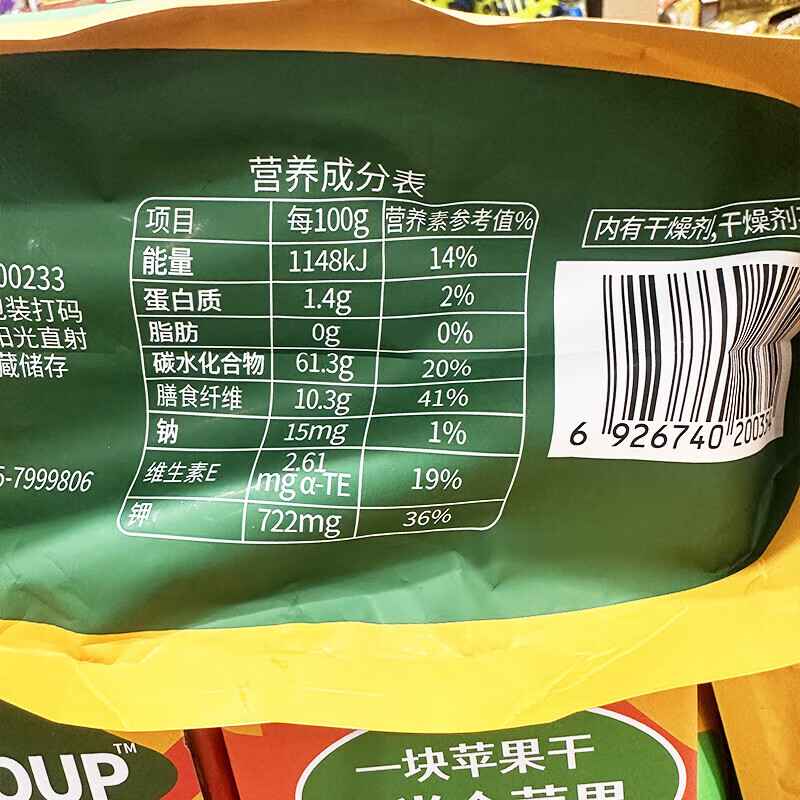 营养成分表
项目 每100g 营养素参考值%
能量 1148kJ 14%
蛋白质 1.4g 2%
脂肪 0g 0%
碳水化合物 61.3g 20%
膳食纤维 10.3g 41%
钠 15mg 1%
维生素E 2.61 mg α-TE 19%
钾 722mg 36%
00233
包装打码
阳光直射
藏储存
5-7999806
内有干燥剂,干燥剂
6 926740 20035
OUP™
一块苹果干